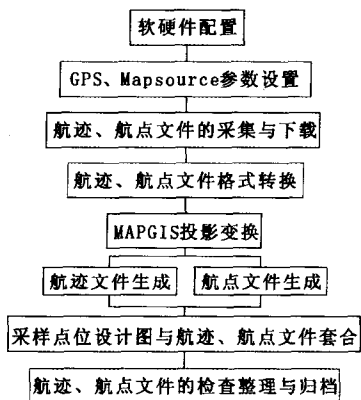 软硬件配置
GPS、Mapsource参数设置
航迹、航点文件的采集与下载
航迹、航点文件格式转换
MAPGIS投影变换
航迹文件生成
航点文件生成
采样点位设计图与航迹、航点文件套合
航迹、航点文件的检查整理与归档